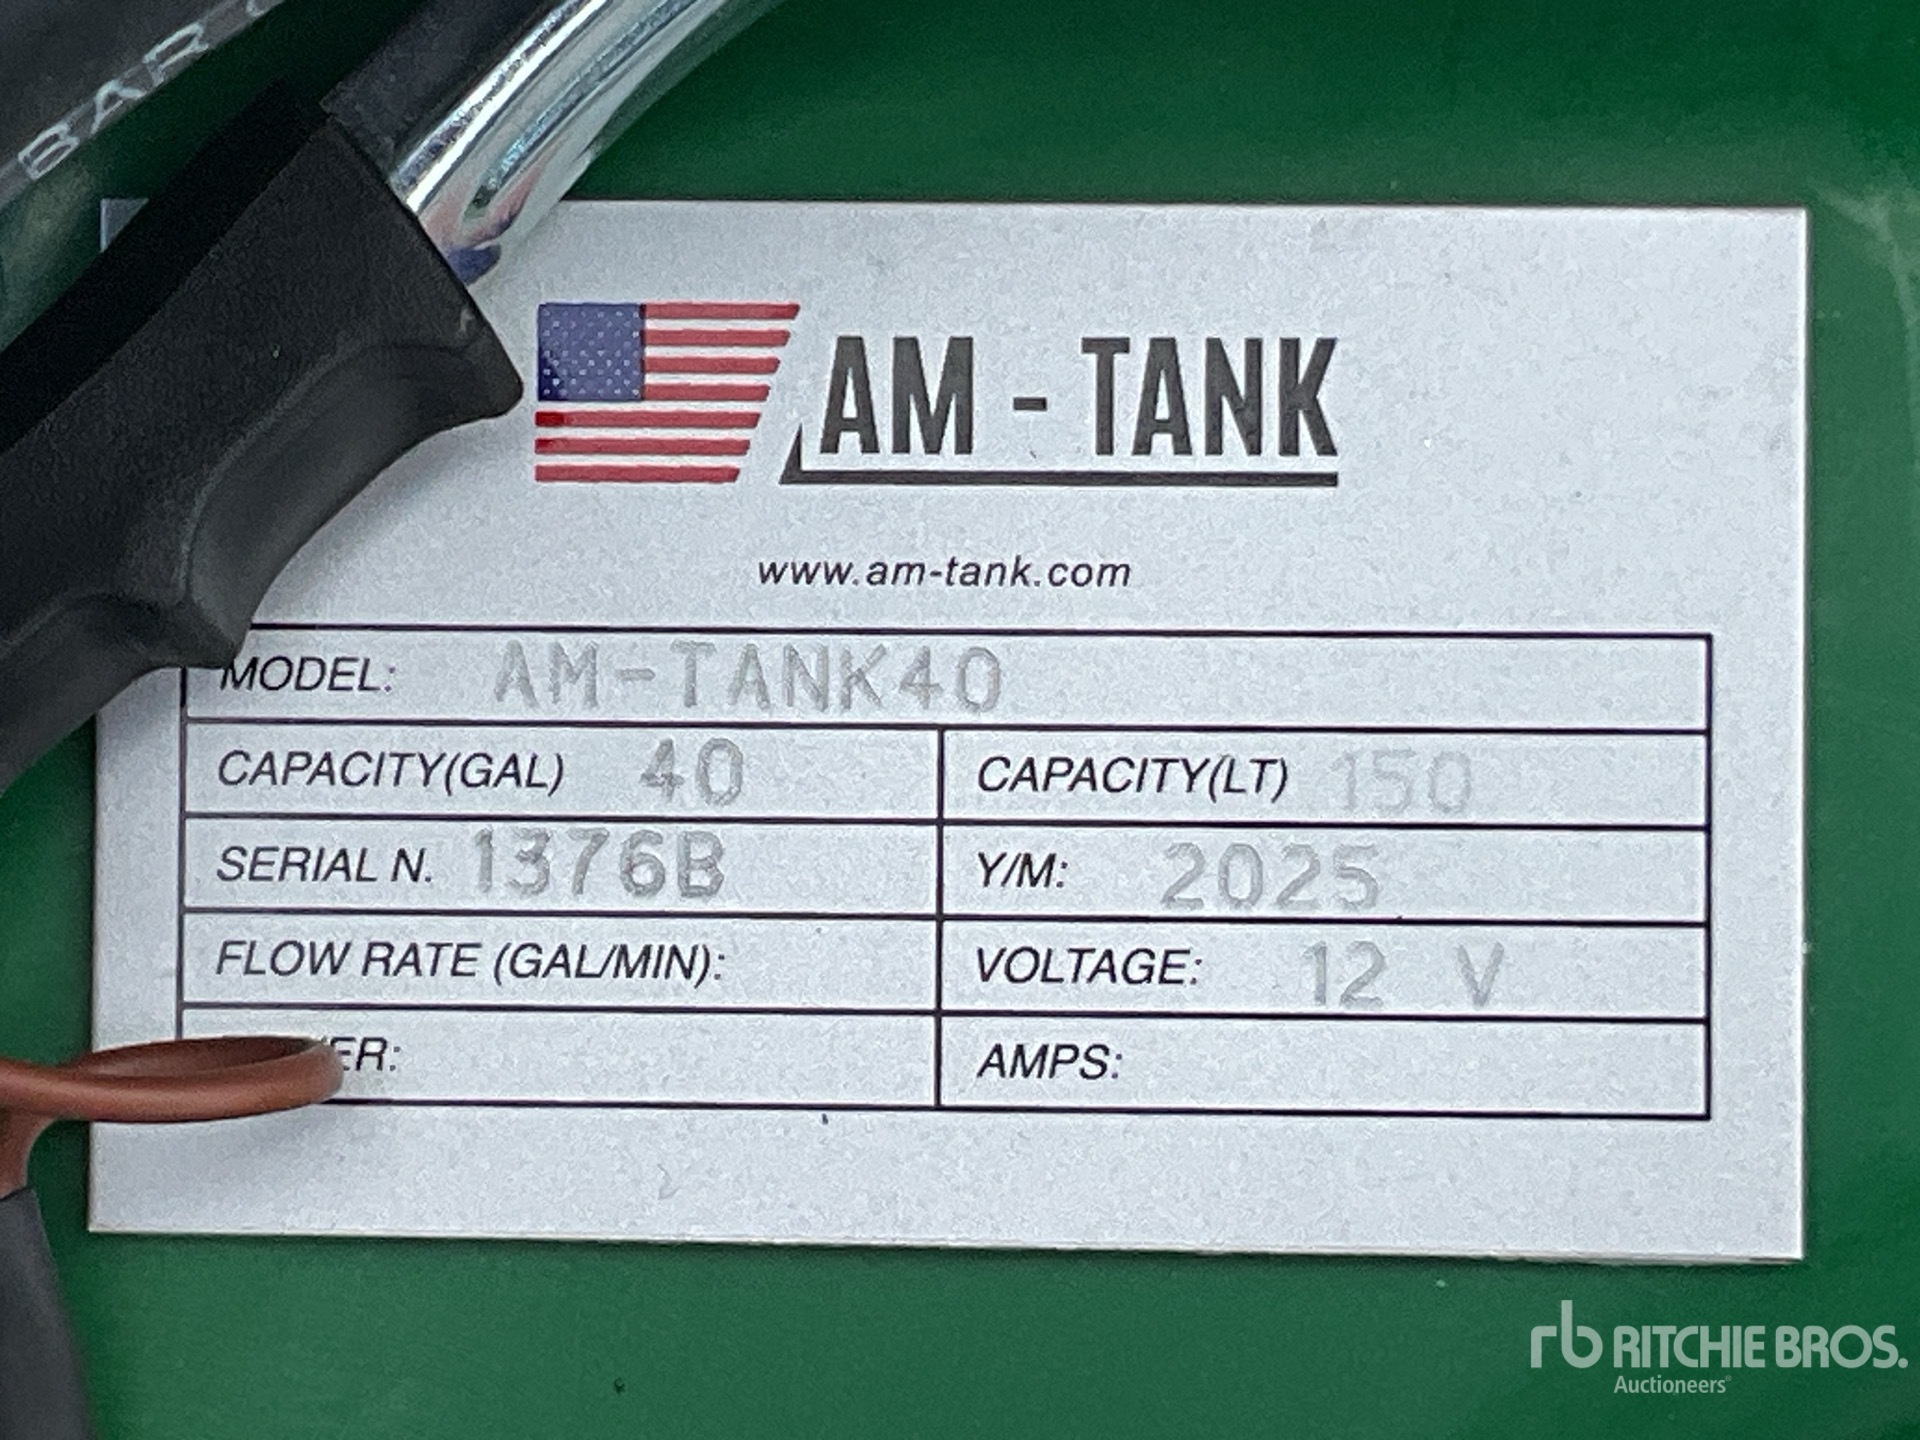 BAR
AM - TANK
www.am-tank.com
MODEL: AM-TANK40
CAPACITY(GAL) 40 CAPACITY(LT) 150
SERIAL N. 1376B Y/M: 2025
FLOW RATE (GAL/MIN): VOLTAGE: 12 V
AMPS:
rb RITCHIE BROS.
Auctioneers